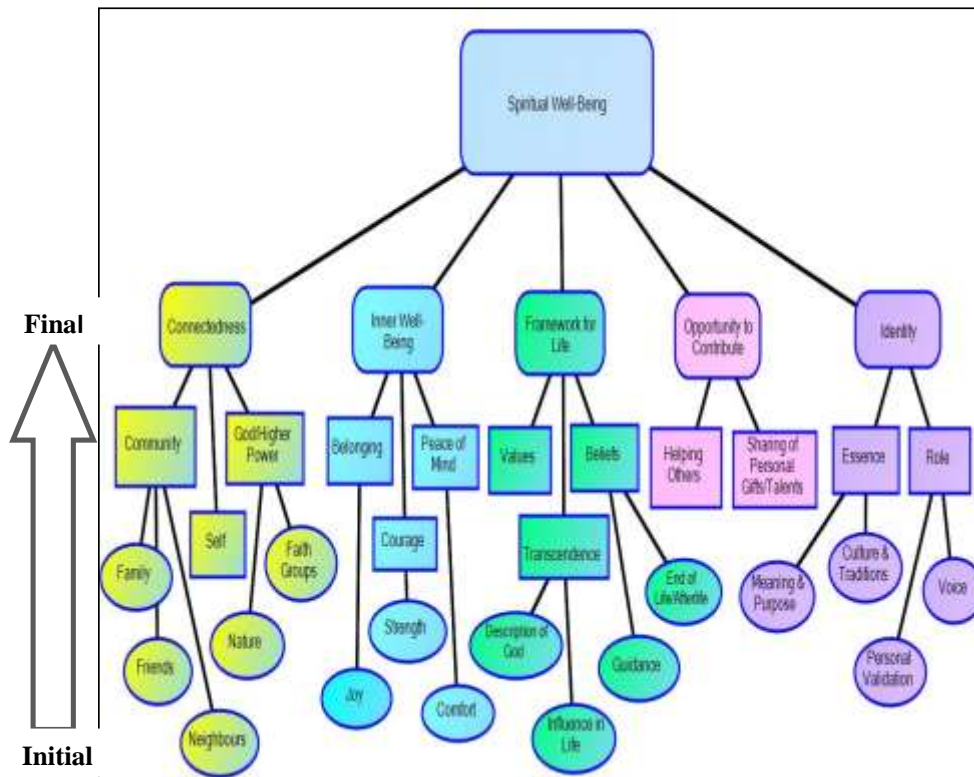 Spiritual Well-Being
Final
Connectedness
Inner Well-
Being
Framework for
Life
Opportunity to
Contribute
Identity
Community
God/Higher
Power
Belonging
Peace of
Mind
Values
Beliefs
Helping
Others
Sharing of
Personal
Gifts/Talents
Essence
Role
Self
Courage
Transcendence
Family
Faith
Groups
Friends
Nature
Neighbours
Strength
Joy
Comfort
Description of
God
End of
Life/Afterlife
Guidance
Influence in
Life
Meaning &
Purpose
Culture &
Traditions
Voice
Personal
Validation
Initial